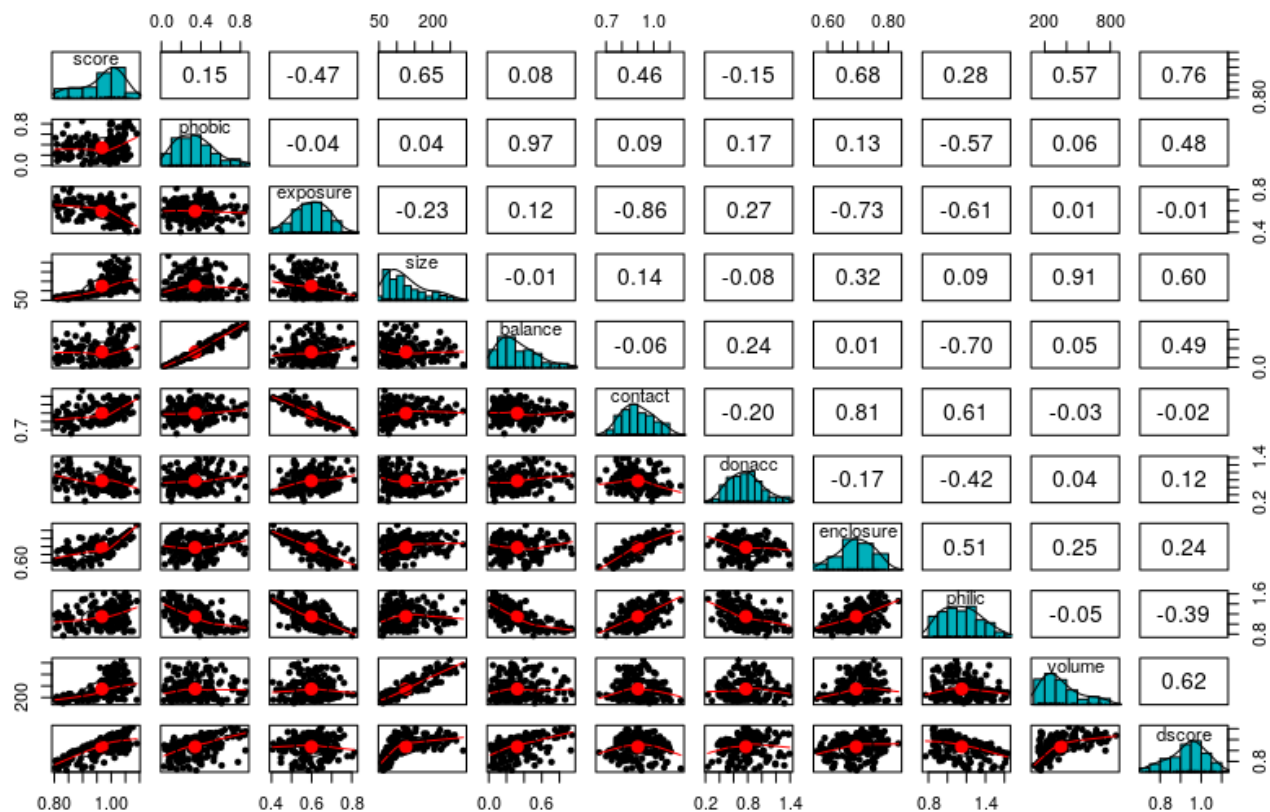 0.0 0.4 0.8 50 200 0.7 1.0 0.60 0.80 200 800
score 0.15 -0.47 0.65 0.08 0.46 -0.15 0.68 0.28 0.57 0.76 0.80
0.0 0.8 phobic -0.04 0.04 0.97 0.09 0.17 0.13 -0.57 0.06 0.48
exposure -0.23 0.12 -0.86 0.27 -0.73 -0.61 0.01 -0.01 0.4 0.8
50 size -0.01 0.14 -0.08 0.32 0.09 0.91 0.60
balance -0.06 0.24 0.01 -0.70 0.05 0.49 0.0
0.7 contact -0.20 0.81 0.61 -0.03 -0.02
donacc -0.17 -0.42 0.04 0.12 0.2 1.4
0.60 enclosure 0.51 0.25 0.24
philic -0.05 -0.39 0.8 1.6
200 volume 0.62
dscore 0.8
0.80 1.00 0.4 0.6 0.8 0.0 0.6 0.2 0.8 1.4 0.8 1.4 0.8 1.0